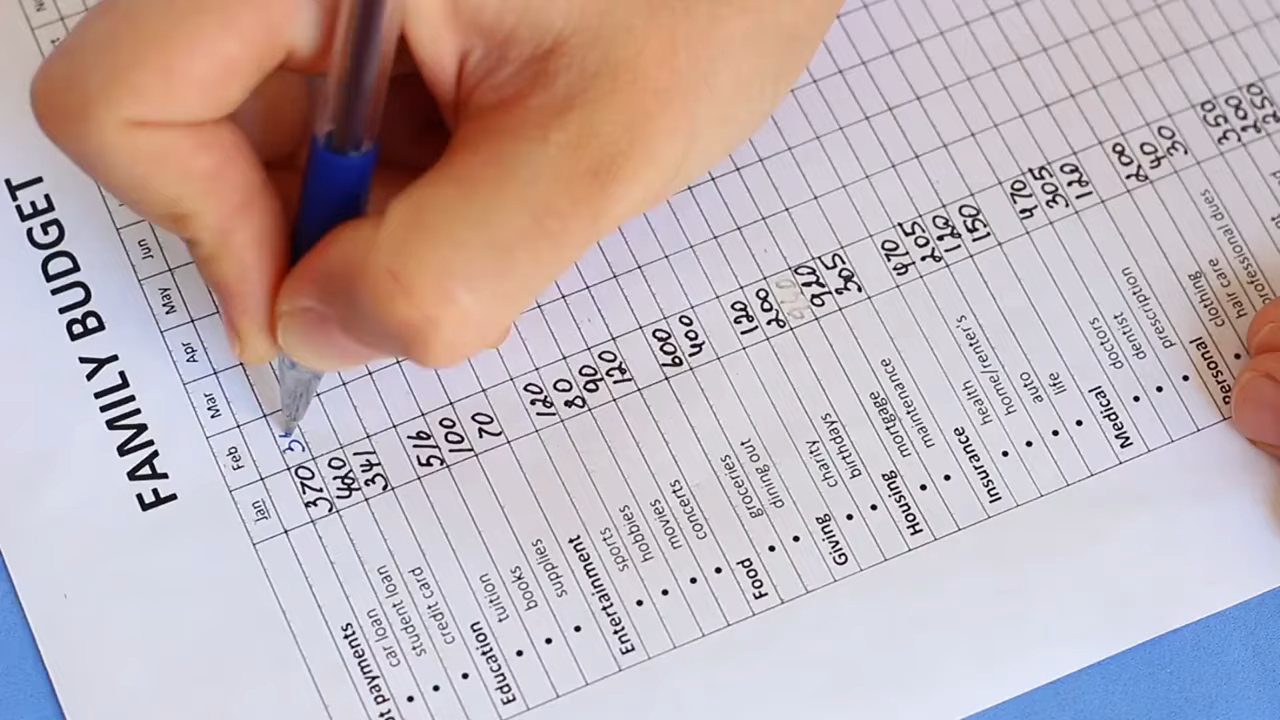 FAMILY BUDGET
Jan Feb Mar Apr May Jun
payments
• car loan 370 3
• student loan 460
• credit card 341
Education
• tuition 516
• books 100
• supplies 70
Entertainment
• sports 120
• hobbies 80
• movies 90
• concerts 120
Food
• groceries 600
• dining out 400
Giving
• charity 120
• birthdays 200
Housing
• mortgage 920
• maintenance 365
Insurance
• health 470
• home/renter's 205
• auto 120
• life 150
Medical
• doctors 470
• dentist 305
• prescription 120
Personal
• clothing 200
hair care 40
professional dues 30
350
200
250